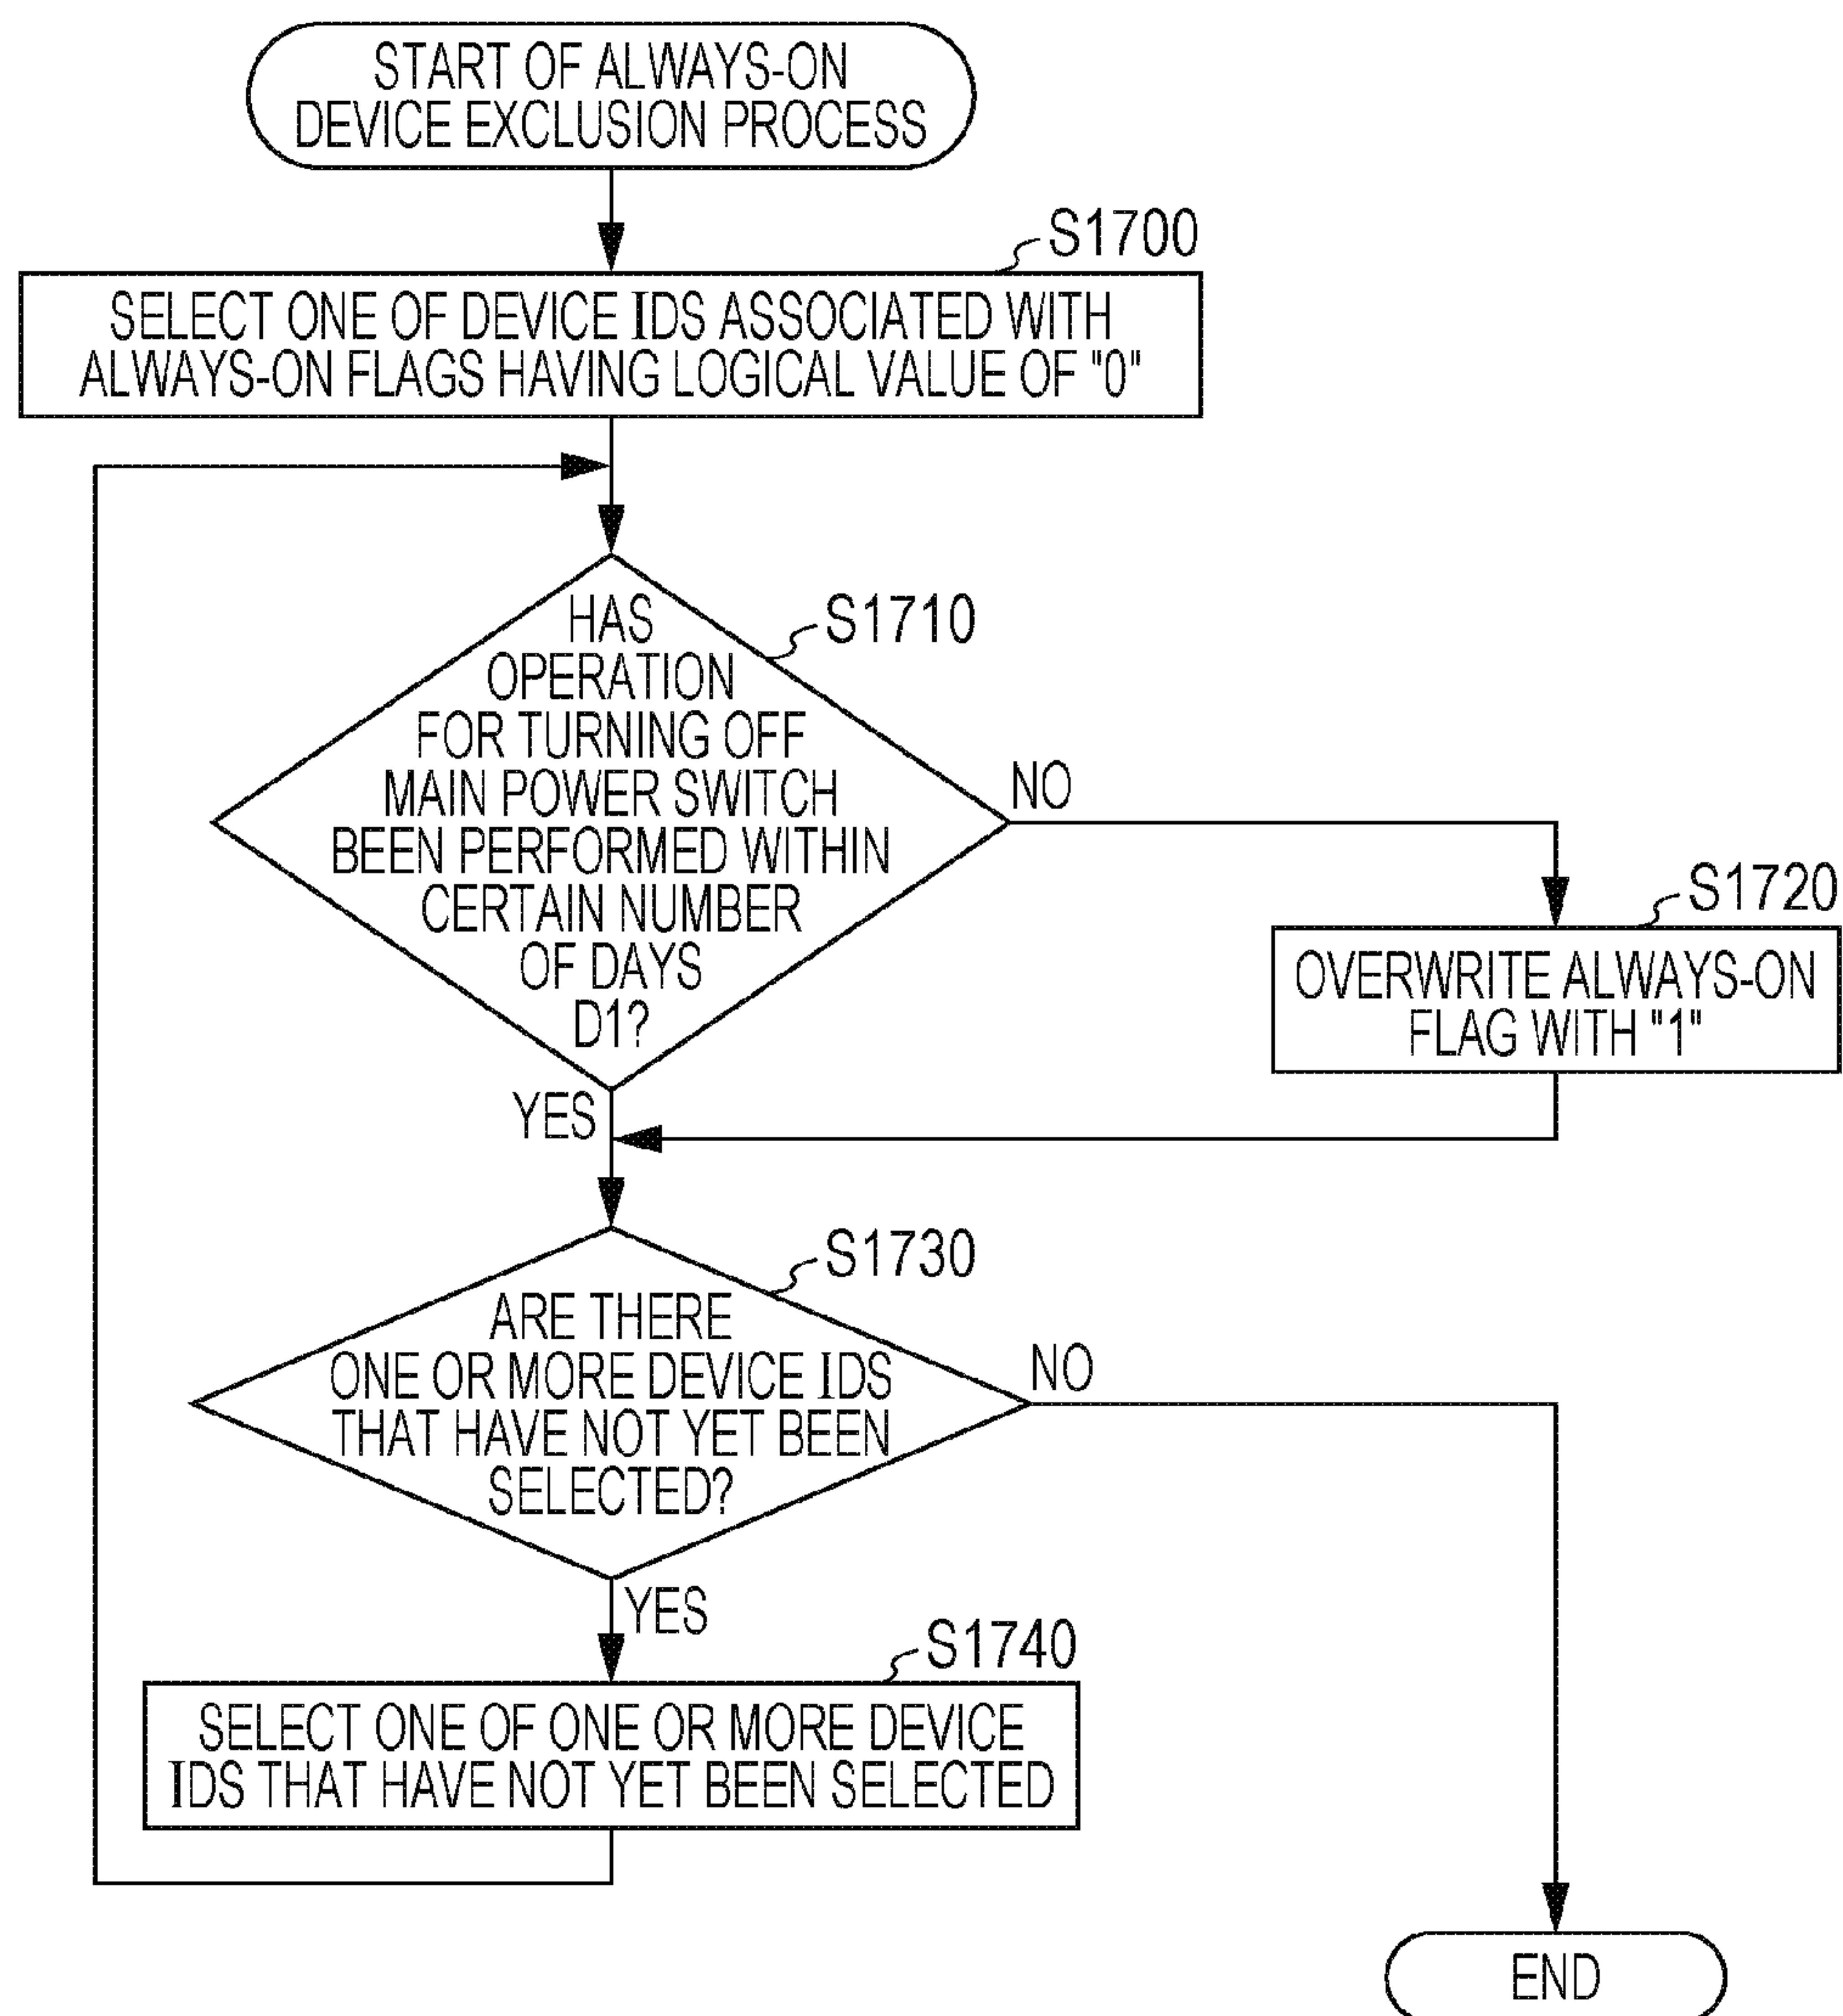 START OF ALWAYS-ON
DEVICE EXCLUSION PROCESS
S1700
SELECT ONE OF DEVICE IDS ASSOCIATED WITH
ALWAYS-ON FLAGS HAVING LOGICAL VALUE OF "0"
S1710
HAS
OPERATION
FOR TURNING OFF
MAIN POWER SWITCH
BEEN PERFORMED WITHIN
CERTAIN NUMBER
OF DAYS
D1?
NO
S1720
OVERWRITE ALWAYS-ON
FLAG WITH "1"
YES
S1730
ARE THERE
ONE OR MORE DEVICE IDS
THAT HAVE NOT YET BEEN
SELECTED?
NO
YES
S1740
SELECT ONE OF ONE OR MORE DEVICE
IDS THAT HAVE NOT YET BEEN SELECTED
END